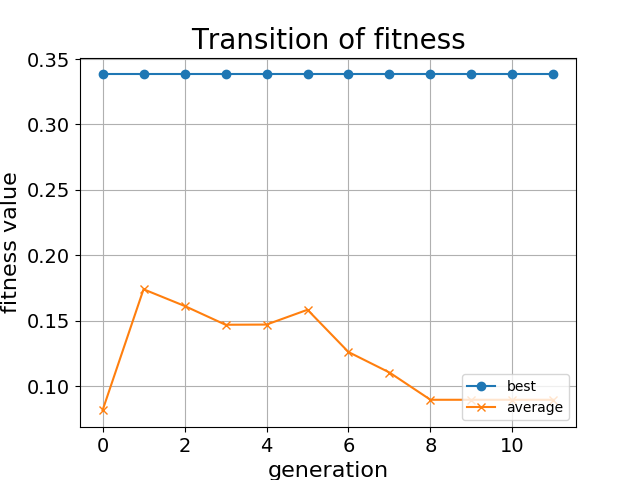 Transition of fitness
0.35
0.30
0.25
0.20
0.15
0.10
fitness value
0 2 4 6 8 10
generation
best
average